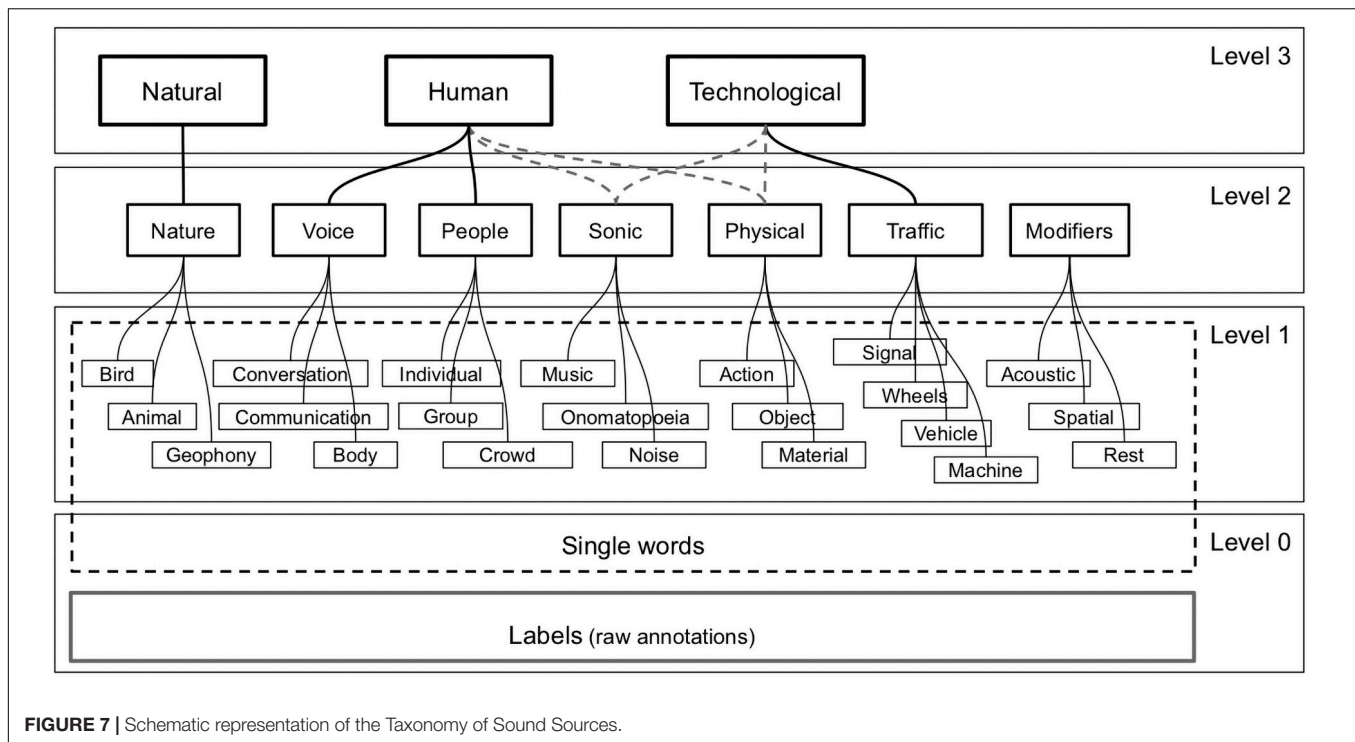 Level 3
Natural
Human
Technological
Level 2
Nature
Voice
People
Sonic
Physical
Traffic
Modifiers
Level 1
Signal
Bird
Conversation
Individual
Music
Action
Acoustic
Wheels
Animal
Communication
Group
Onomatopoeia
Object
Spatial
Vehicle
Geophony
Body
Crowd
Noise
Material
Rest
Machine
Level 0
Single words
Labels (raw annotations)
FIGURE 7 | Schematic representation of the Taxonomy of Sound Sources.